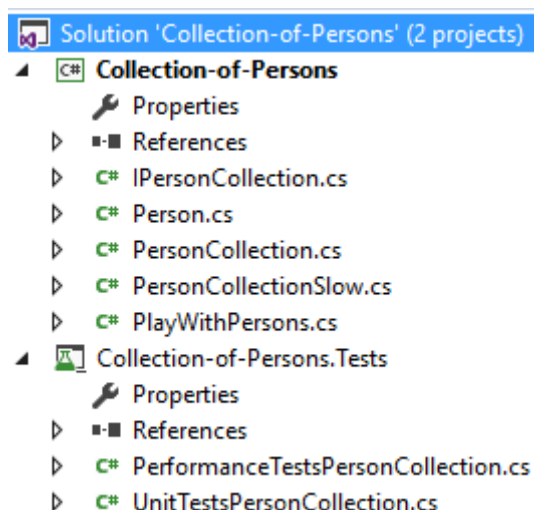 Solution 'Collection-of-Persons' (2 projects)
C# Collection-of-Persons
Properties
References
C# IPersonCollection.cs
C# Person.cs
C# PersonCollection.cs
C# PersonCollectionSlow.cs
C# PlayWithPersons.cs
Collection-of-Persons.Tests
Properties
References
C# PerformanceTestsPersonCollection.cs
C# UnitTestsPersonCollection.cs